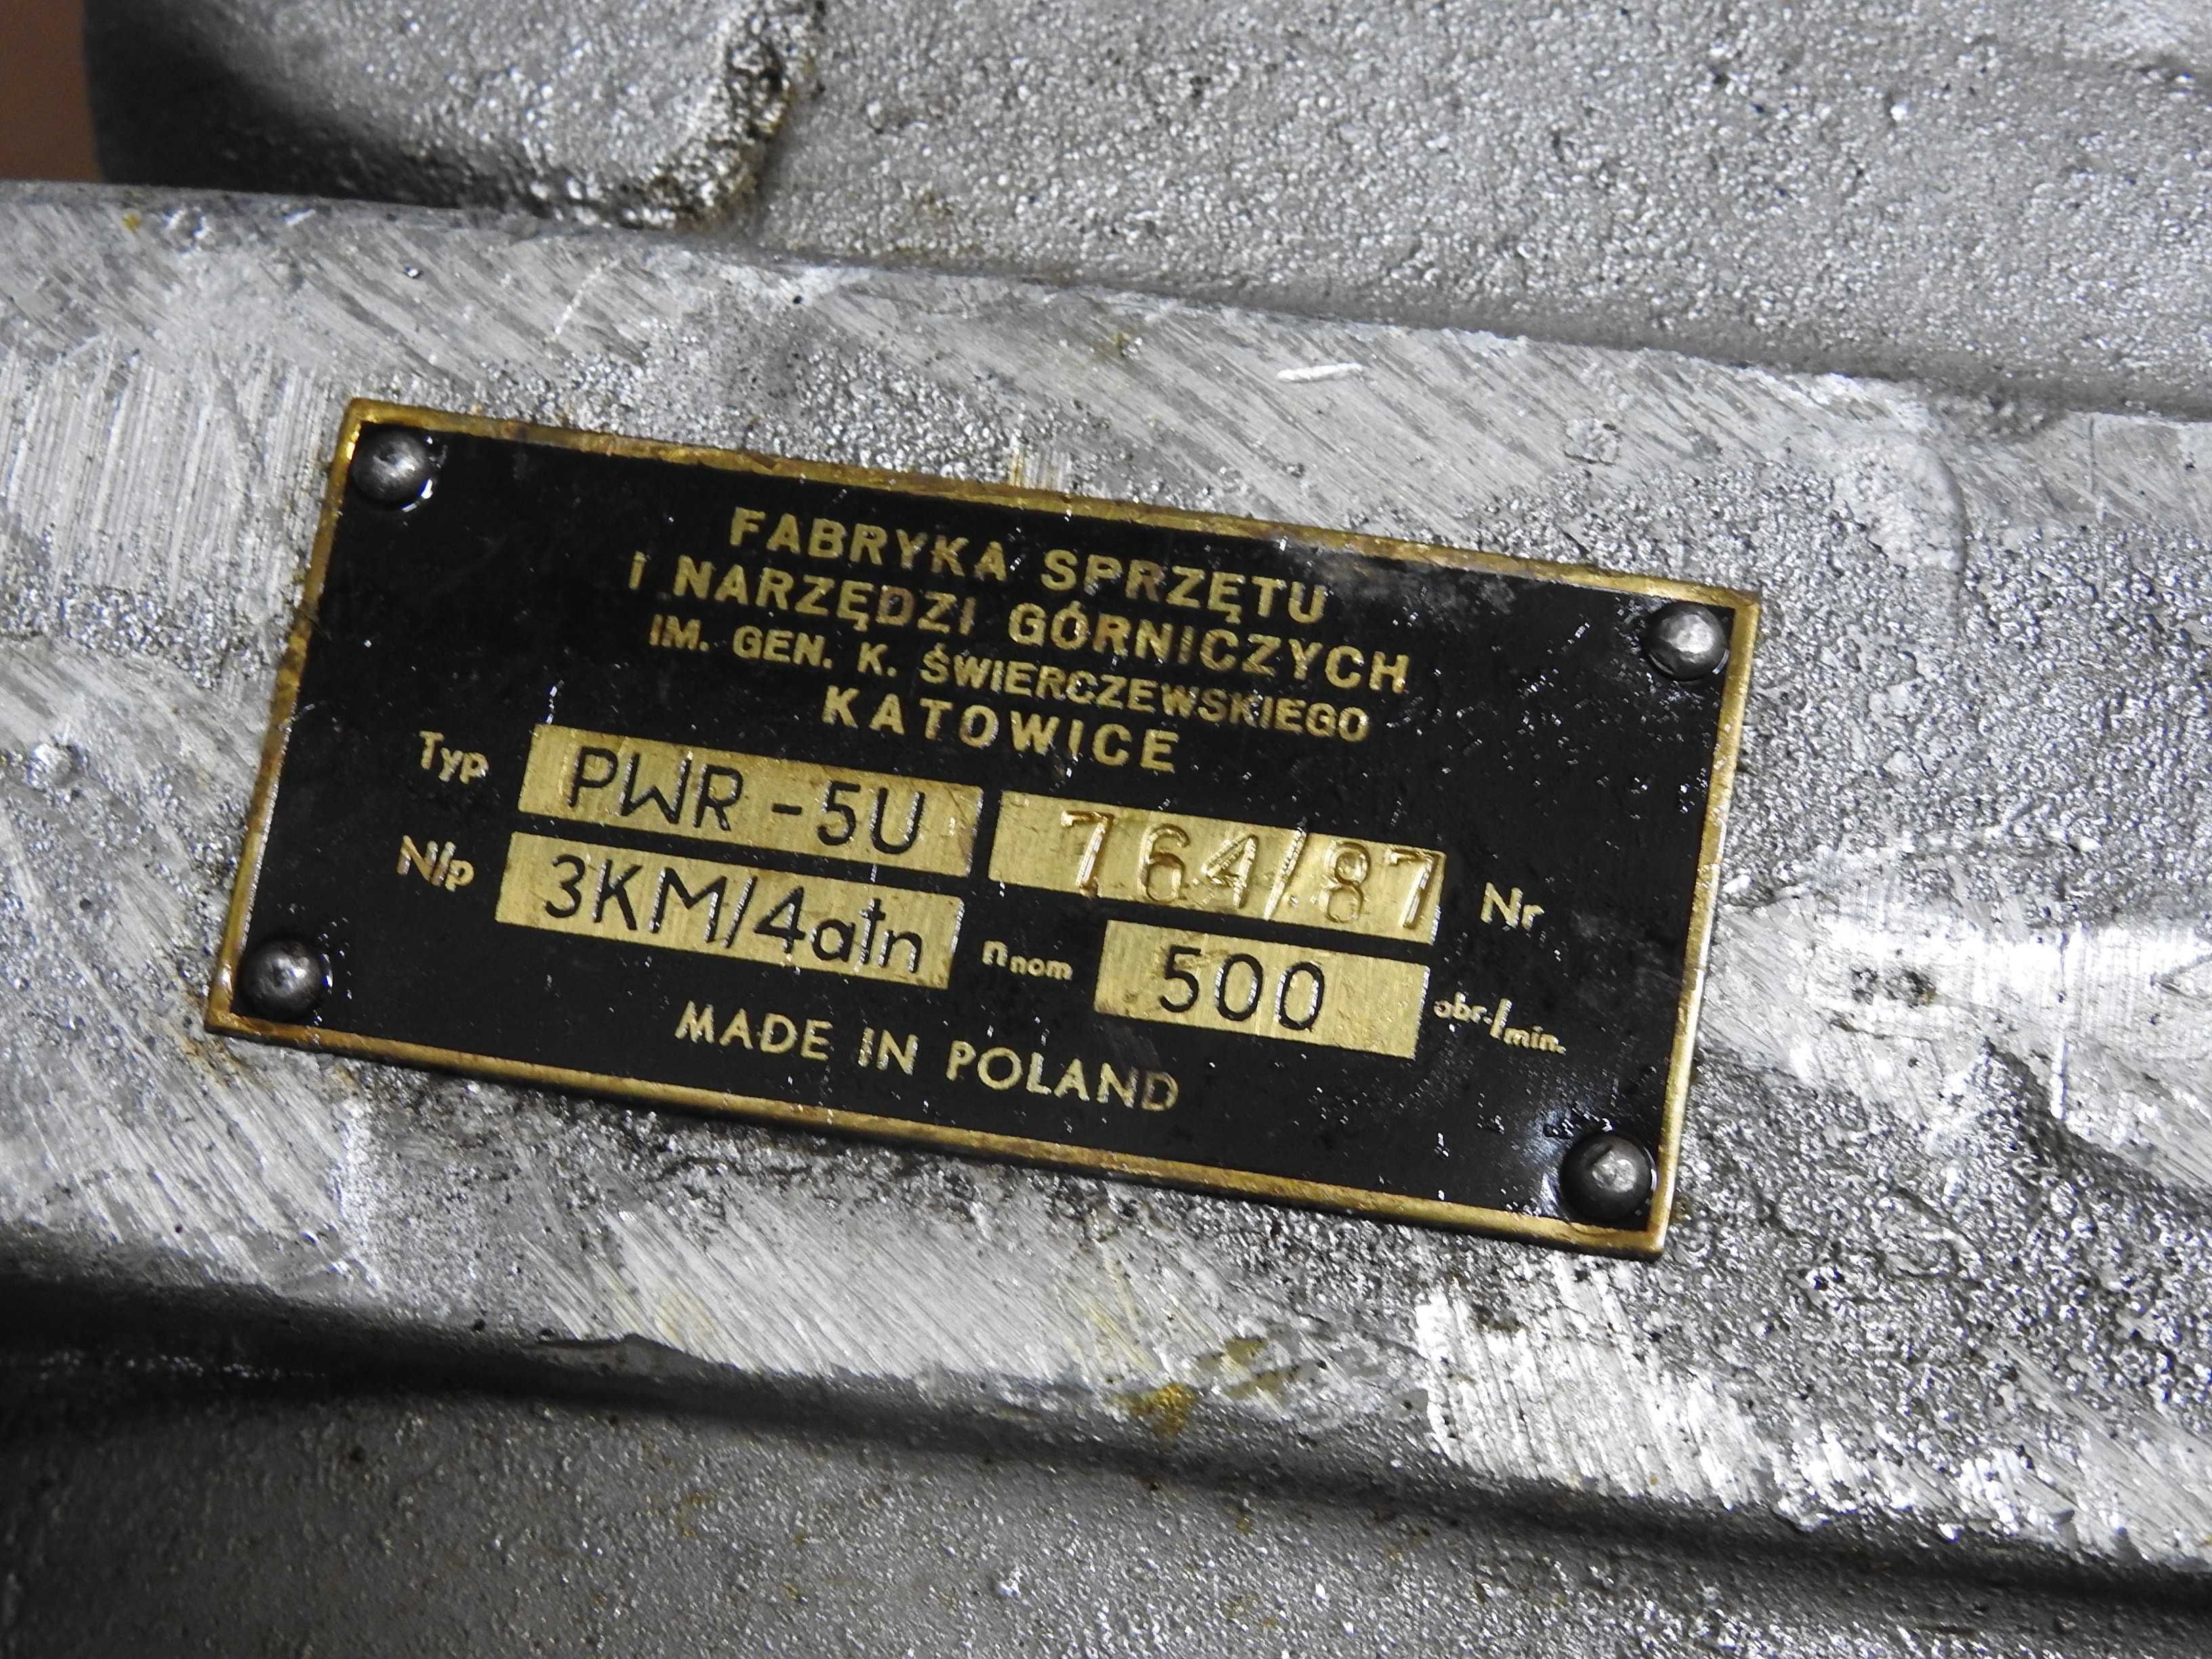 FABRYKA SPRZĘTU
I NARZĘDZI GÓRNICZYCH
IM. GEN. K. ŚWIERCZEWSKIEGO
KATOWICE
Typ PWR-5U 764/87 Nr
N/p 3KM/4atn n nom 500 obr./min.
MADE IN POLAND